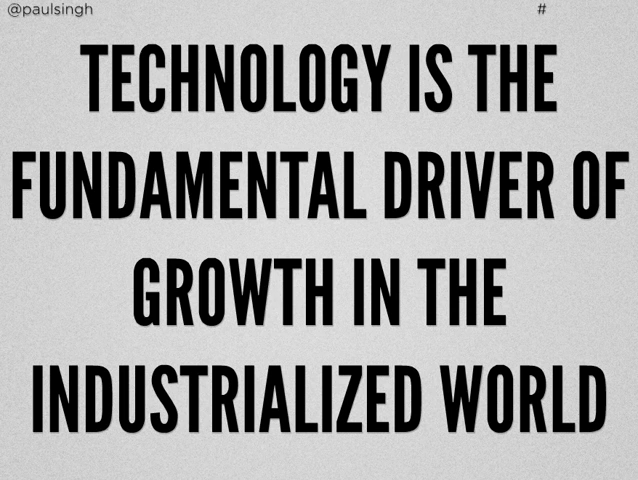 @paulsingh #
TECHNOLOGY IS THE
FUNDAMENTAL DRIVER OF
GROWTH IN THE
INDUSTRIALIZED WORLD